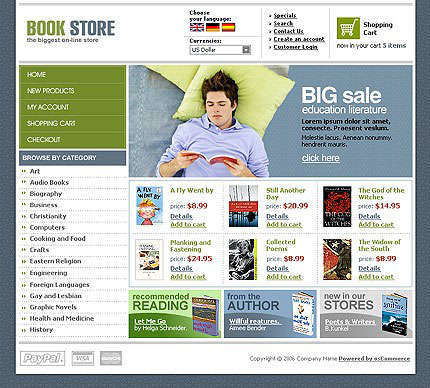 BOOK STORE
the biggest on-line store
Choose
your language:
Currencies:
US Dollar
Specials
Search
Contact Us
Create an account
Customer Login
Shopping
Cart
now in your cart 5 items
HOME
NEW PRODUCTS
MY ACCOUNT
SHOPPING CART
CHECKOUT
BIG sale
education literature
Lorem ipsum dolor sit amet,
consecte. Praesent vestibulum.
Molestie lacus. Aenean nonummy.
hendrerit mauris.
click here
BROWSE BY CATEGORY
Art
Audio Books
Biography
Business
Christianity
Computers
Cooking and Food
Crafts
Eastern Religion
Engineering
Foreign Languages
Gay and Lesbian
Graphic Novels
Health and Medicine
History
A FLY
WENT BY
A Fly Went by
price: $8.99
Details
Add to cart
Still Another
Day
price: $20.99
Details
Add to cart
The God of the
Witches
price: $14.95
Details
Add to cart
Planking and
Fastening
price: $24.95
Details
Add to cart
Collected
Poems
price: $8.99
Details
Add to cart
The Widow of
the South
price: $8.99
Details
Add to cart
recommended
READING
Let Me Go
by Helga Schneider.
from the
AUTHOR
Willful reatures.
Aimee Bender
new in our
STORES
Poets & Writers
B.Kunkel
PayPal
VISA
Copyright © 2006 Company Name Powered by osCommerce